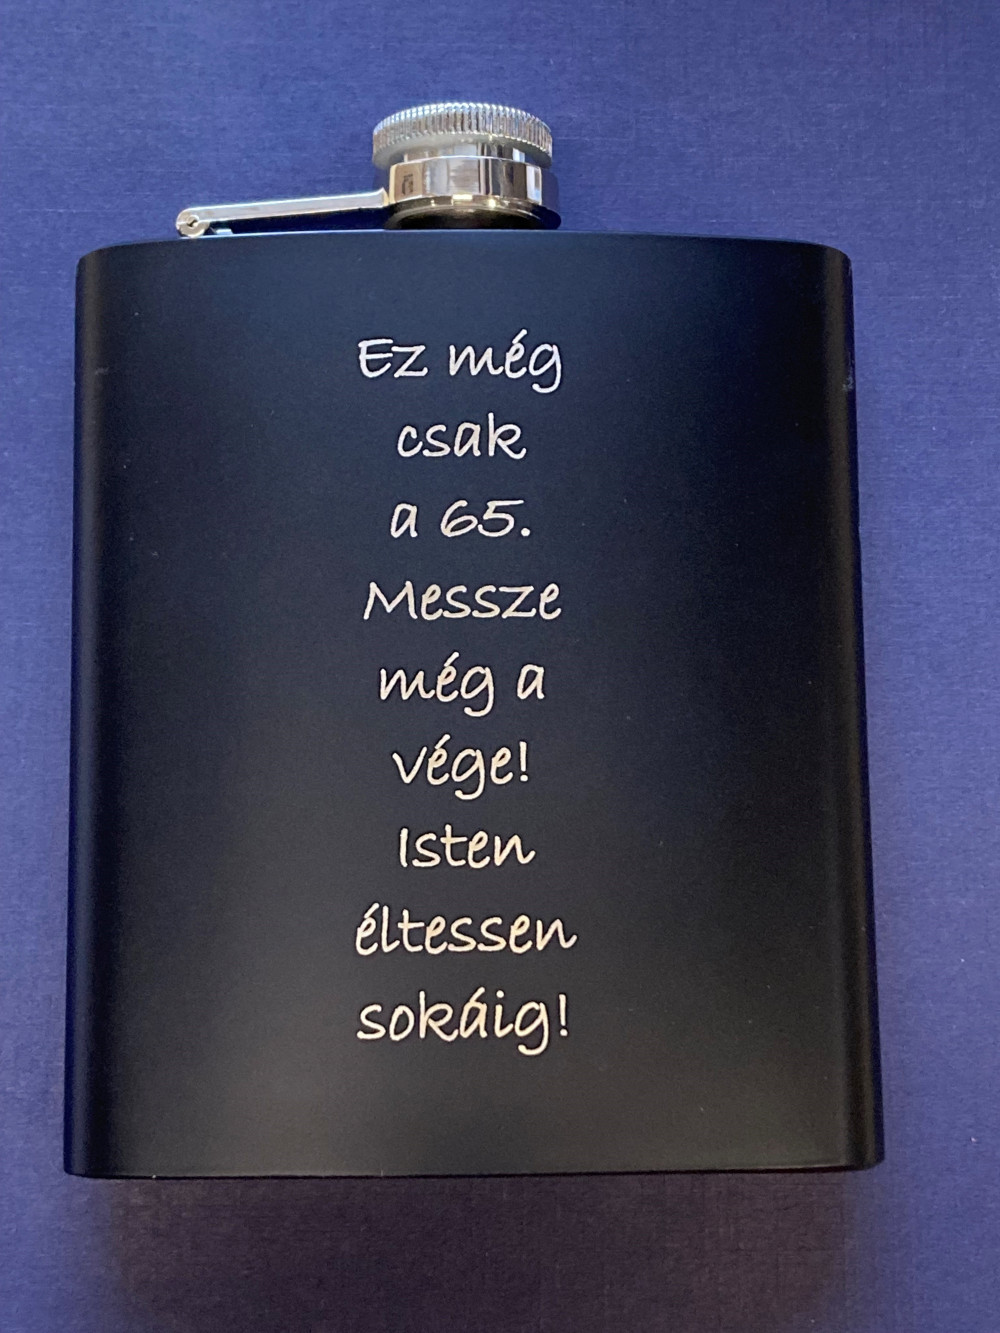 Ez még
csak
a 65.
Messze
még a
vége!
Isten
éltessen
sokáig!